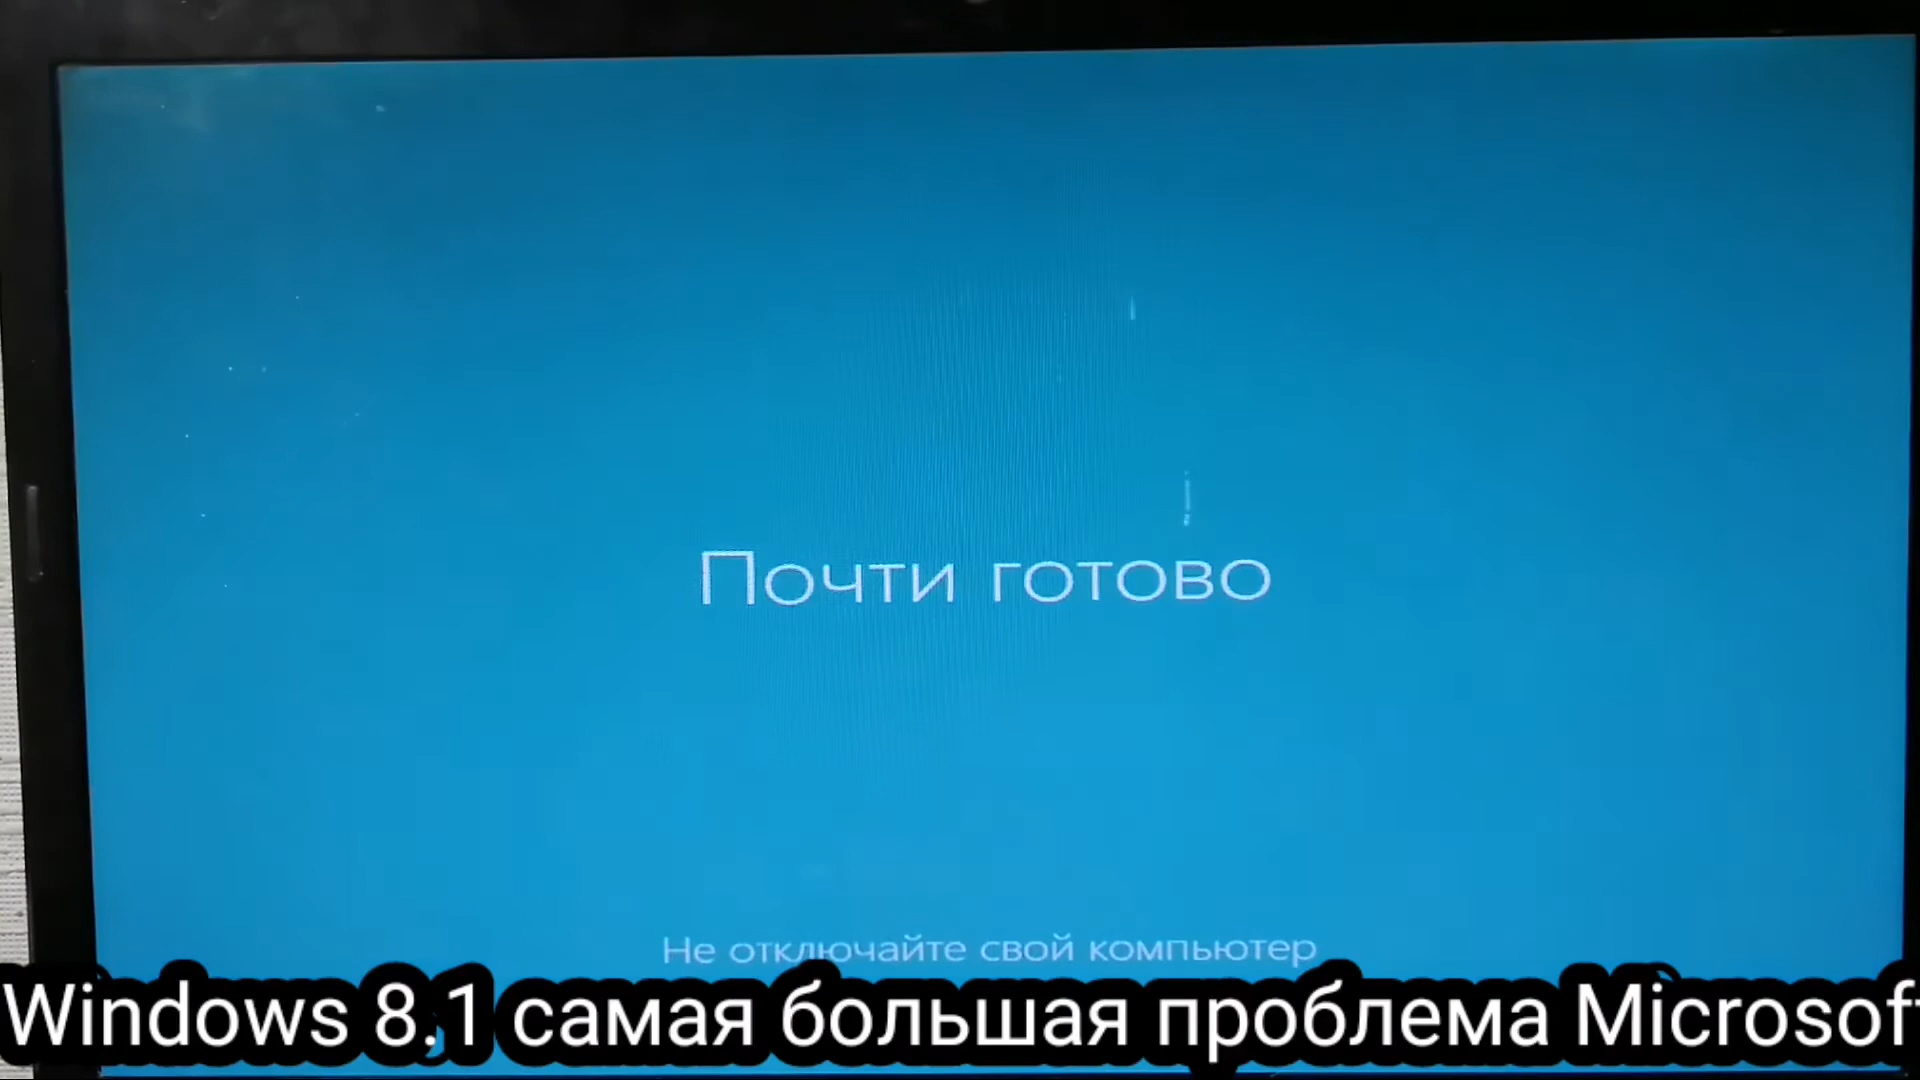 Почти готово
Не отключайте свой компьютер
Windows 8.1 самая большая проблема Microsof